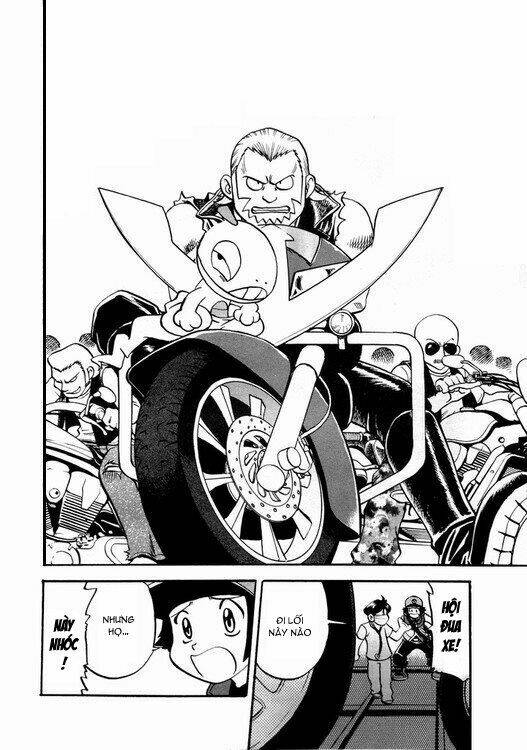 HỘI
ĐUA
XE!
ĐI LỐI
NÀY NÀO
NHƯNG
HỌ...
NÀY
NHÓC
!